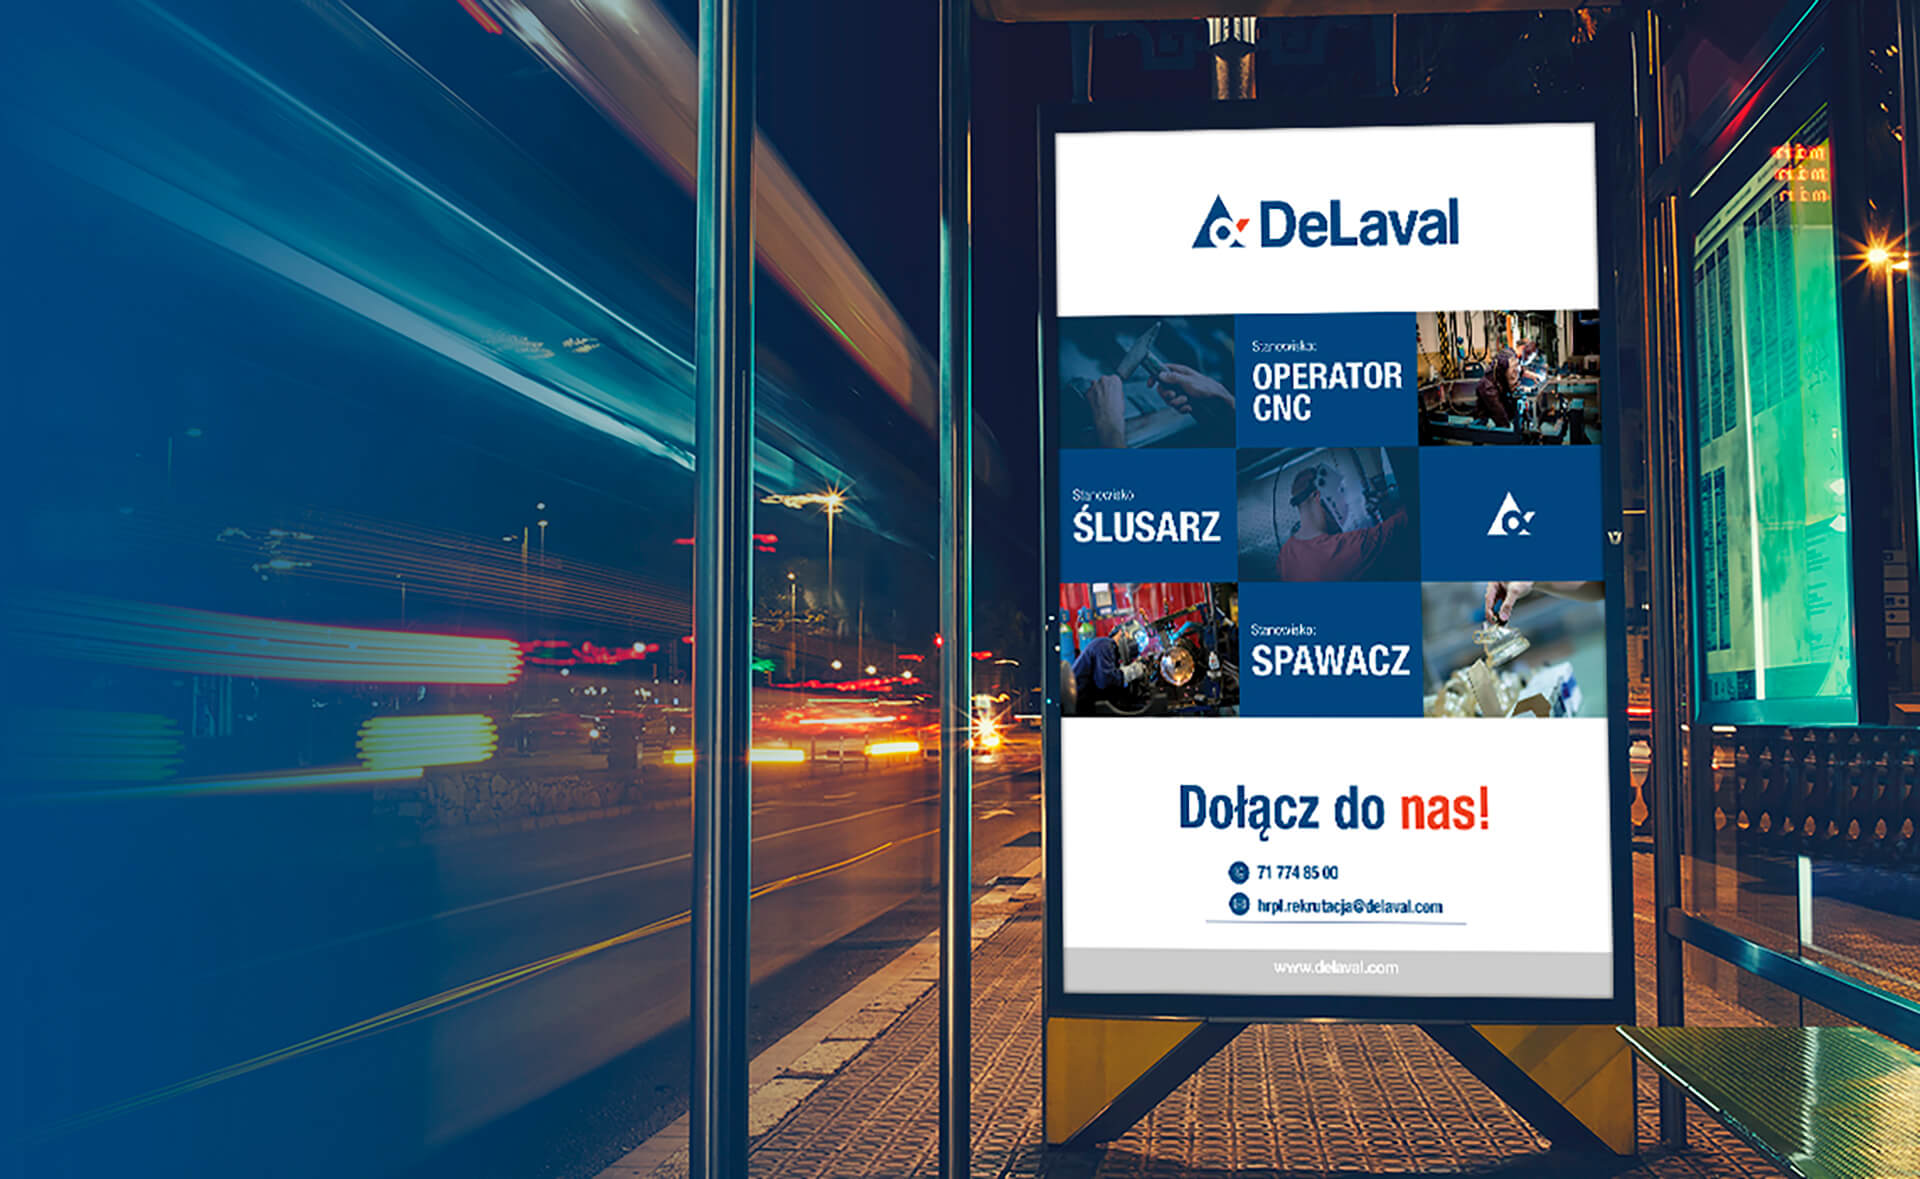 DeLaval
Stanowisko:
OPERATOR
CNC
Stanowisko
ŚLUSARZ
Stanowisko:
SPAWACZ
Dołącz do nas!
71 774 85 00
hrpl.rekrutacja@delaval.com
www.delaval.com